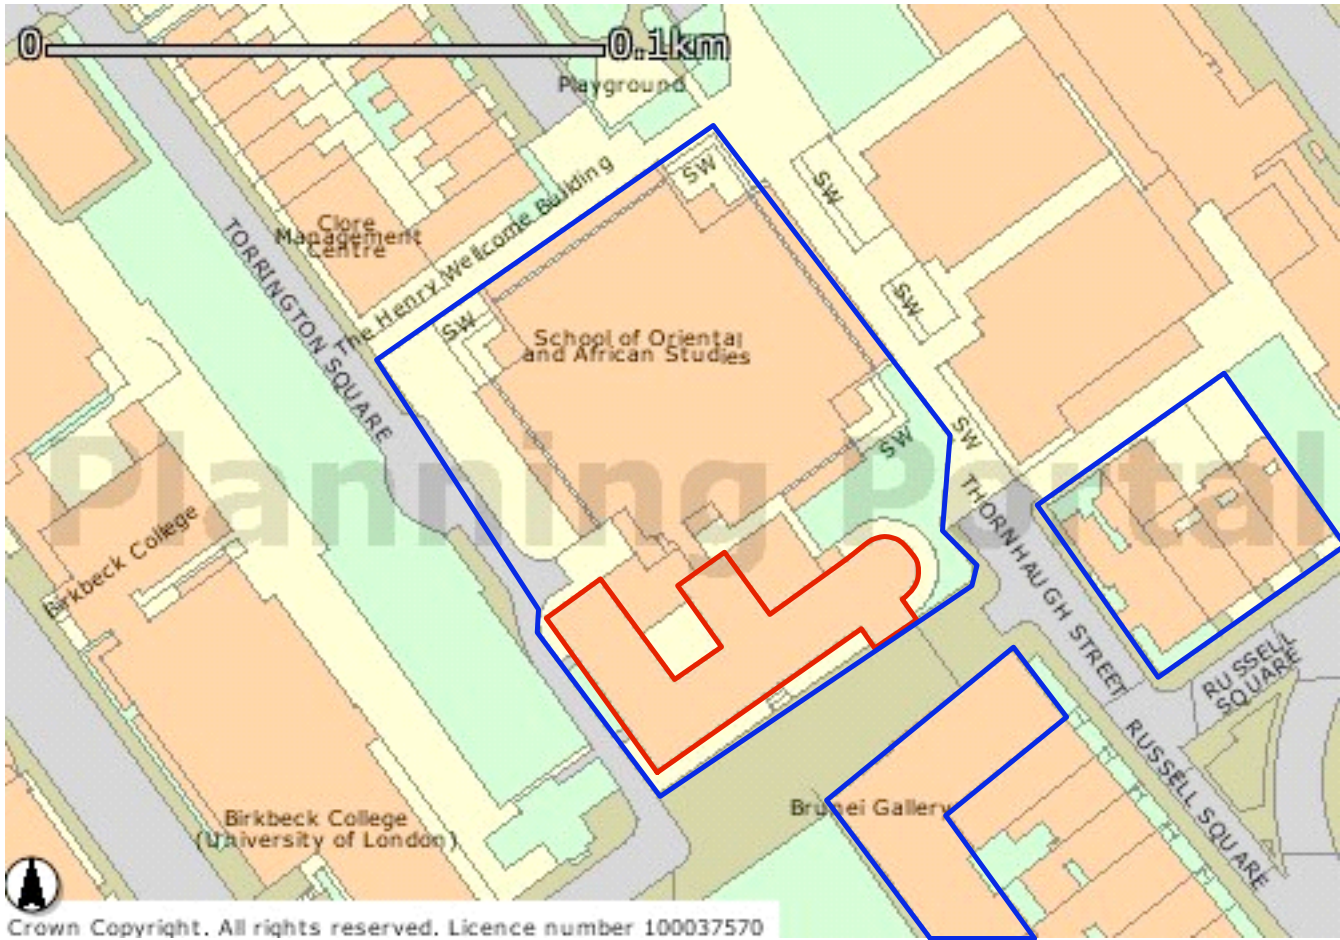 0 0.1km
Playground
SW
SW
The Henry Wellcome Building
Clore
Management
Centre
TORRINGTON SQUARE
SW
SW
School of Oriental
and African Studies
SW
SW
Planning Portal
THORNHAUGH STREET
Birkbeck College
RUSSELL
SQUARE
RUSSELL SQUARE
Brunei Gallery
Birkbeck College
(University of London)
Crown Copyright. All rights reserved. Licence number 100037570